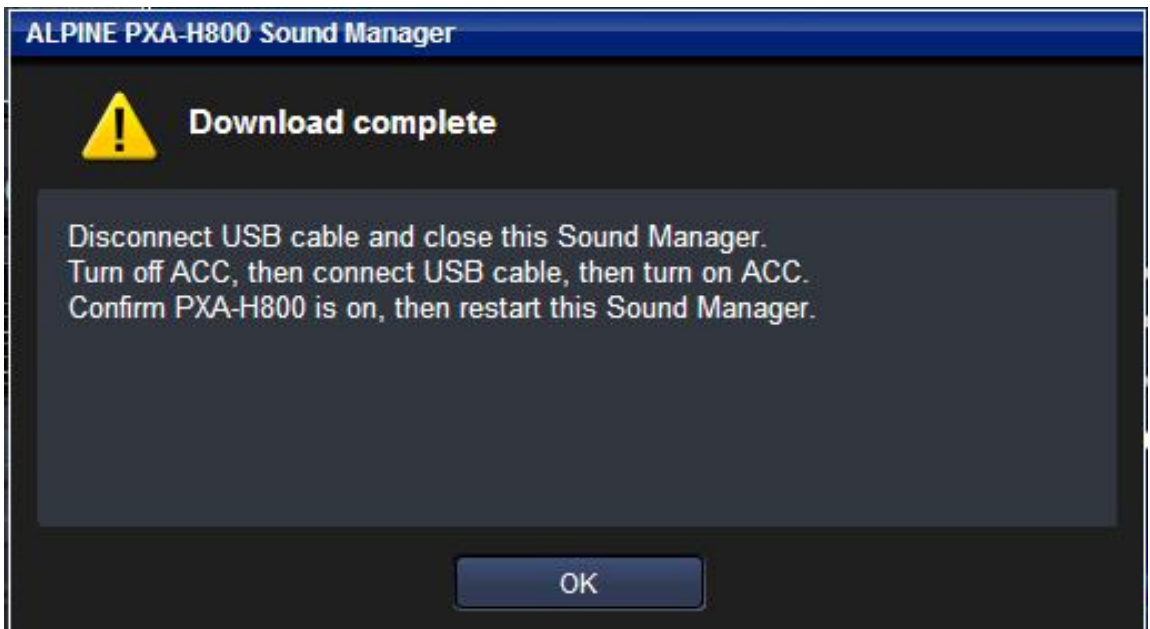 ALPINE PXA-H800 Sound Manager
Download complete
Disconnect USB cable and close this Sound Manager.
Turn off ACC, then connect USB cable, then turn on ACC.
Confirm PXA-H800 is on, then restart this Sound Manager.
OK